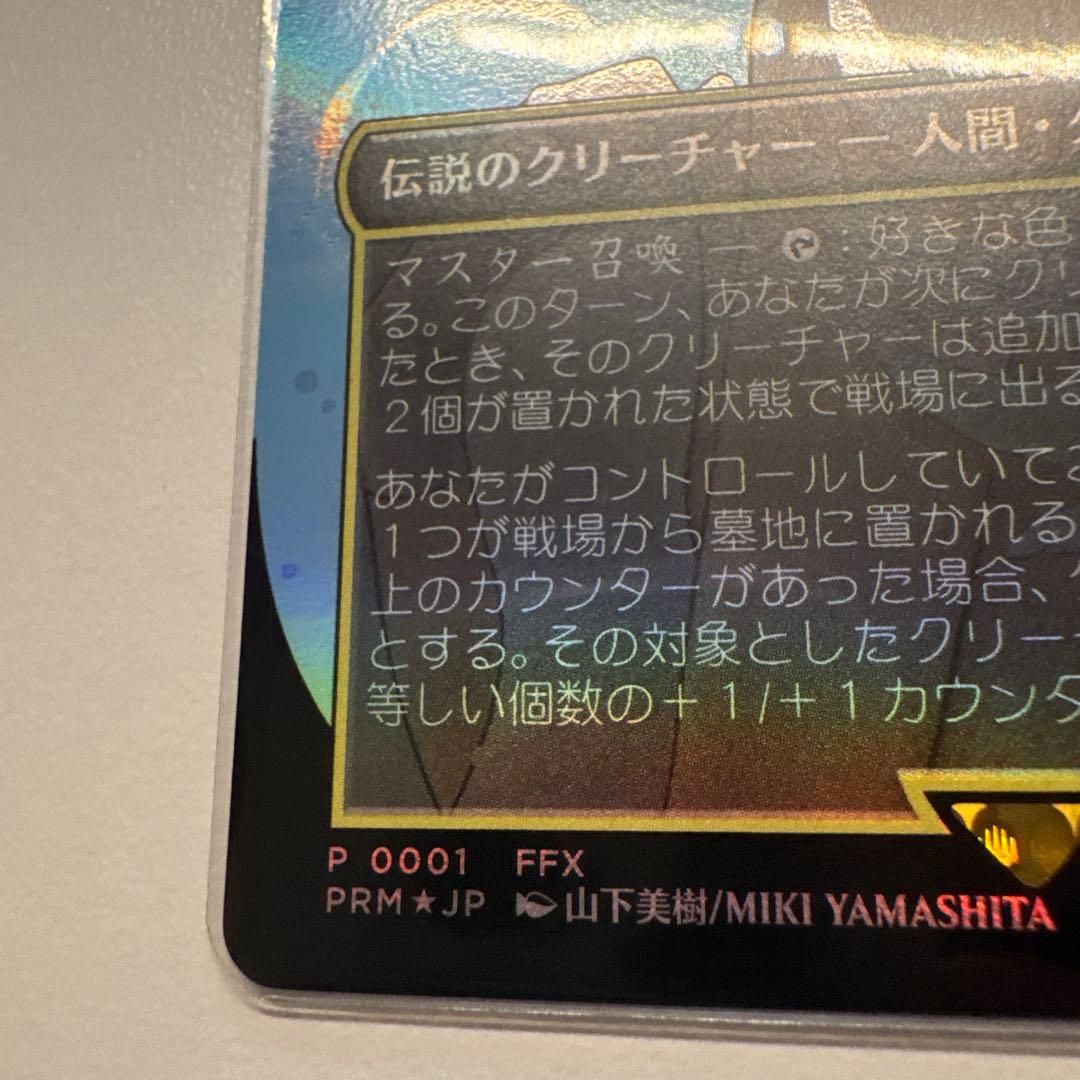 伝説のクリーチャー — 人間・
マスター召喚 — : 好きな色
る。このターン、あなたが次にク
たとき、そのクリーチャーは追加
２個が置かれた状態で戦場に出る
あなたがコントロールしていて
１つが戦場から墓地に置かれる
上のカウンターがあった場合、
とする。その対象としたクリー
等しい個数の＋１/＋１カウンタ
P 0001 FFX
PRM★JP 山下美樹/MIKI YAMASHITA